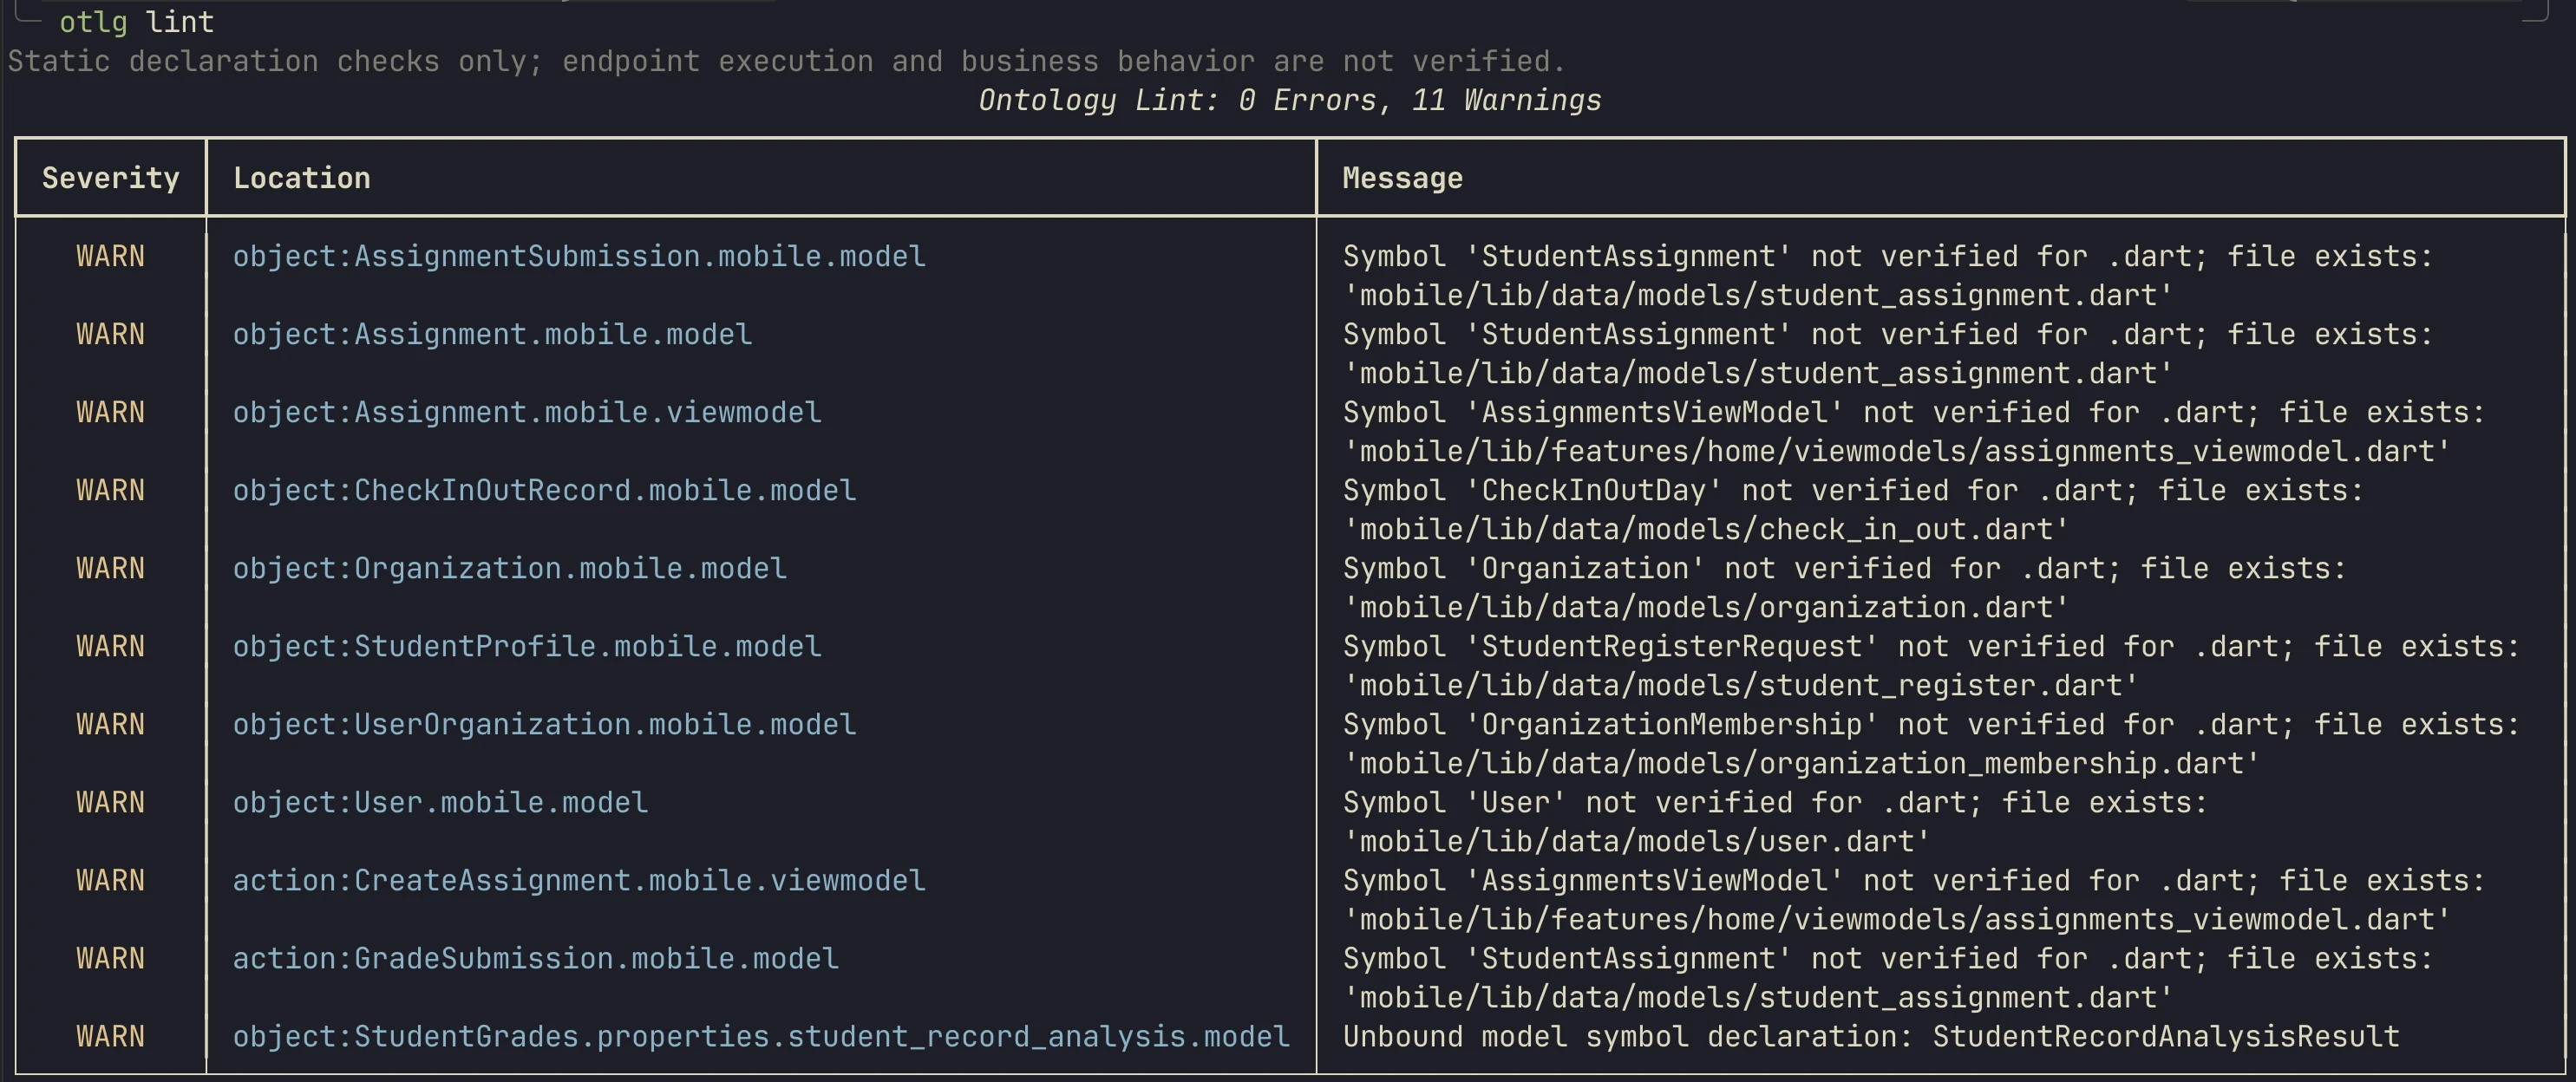 otlg lint
Static declaration checks only; endpoint execution and business behavior are not verified.
Ontology Lint: 0 Errors, 11 Warnings
Severity Location Message
WARN object:AssignmentSubmission.mobile.model Symbol 'StudentAssignment' not verified for .dart; file exists:
'mobile/lib/data/models/student_assignment.dart'
WARN object:Assignment.mobile.model Symbol 'StudentAssignment' not verified for .dart; file exists:
'mobile/lib/data/models/student_assignment.dart'
WARN object:Assignment.mobile.viewmodel Symbol 'AssignmentsViewModel' not verified for .dart; file exists:
'mobile/lib/features/home/viewmodels/assignments_viewmodel.dart'
WARN object:CheckInOutRecord.mobile.model Symbol 'CheckInOutDay' not verified for .dart; file exists:
'mobile/lib/data/models/check_in_out.dart'
WARN object:Organization.mobile.model Symbol 'Organization' not verified for .dart; file exists:
'mobile/lib/data/models/organization.dart'
WARN object:StudentProfile.mobile.model Symbol 'StudentRegisterRequest' not verified for .dart; file exists:
'mobile/lib/data/models/student_register.dart'
WARN object:UserOrganization.mobile.model Symbol 'OrganizationMembership' not verified for .dart; file exists:
'mobile/lib/data/models/organization_membership.dart'
WARN object:User.mobile.model Symbol 'User' not verified for .dart; file exists:
'mobile/lib/data/models/user.dart'
WARN action:CreateAssignment.mobile.viewmodel Symbol 'AssignmentsViewModel' not verified for .dart; file exists:
'mobile/lib/features/home/viewmodels/assignments_viewmodel.dart'
WARN action:GradeSubmission.mobile.model Symbol 'StudentAssignment' not verified for .dart; file exists:
'mobile/lib/data/models/student_assignment.dart'
WARN object:StudentGrades.properties.student_record_analysis.model Unbound model symbol declaration: StudentRecordAnalysisResult